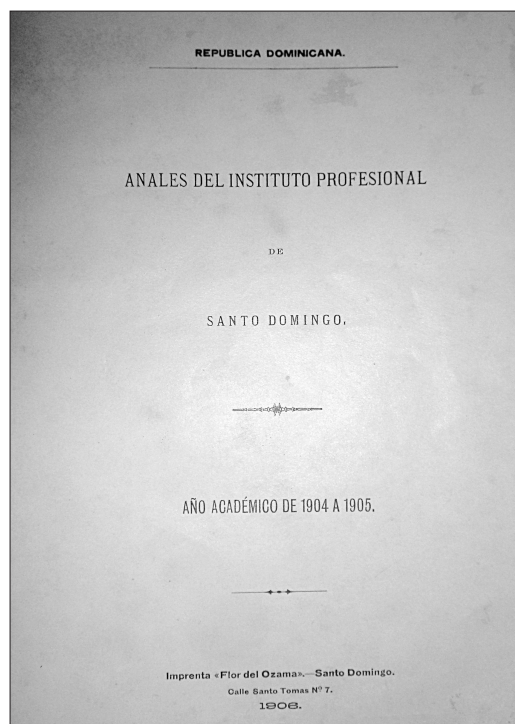 REPUBLICA DOMINICANA.
ANALES DEL INSTITUTO PROFESIONAL
DE
SANTO DOMINGO.
AÑO ACADÉMICO DE 1904 A 1905.
Imprenta «Flor del Ozama».—Santo Domingo.
Calle Santo Tomas Nº 7.
1906.